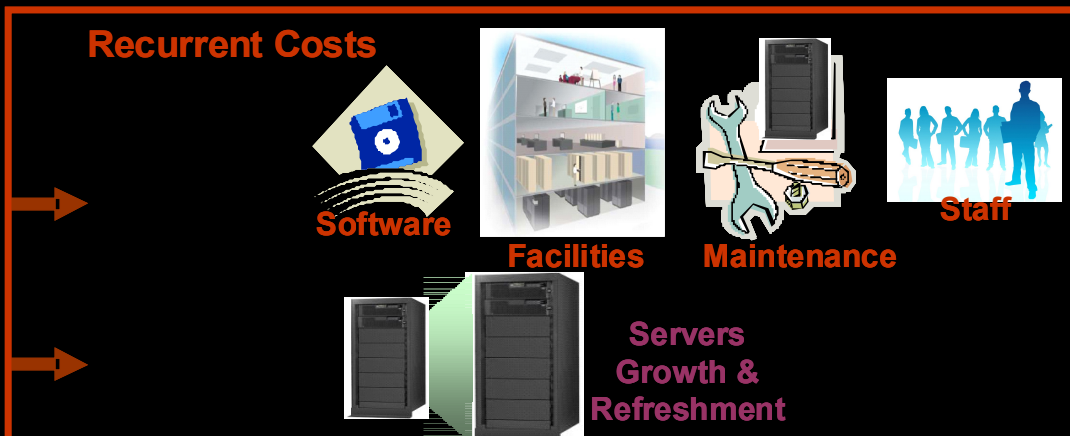 Recurrent Costs
Software
Facilities
Maintenance
Staff
Servers
Growth &
Refreshment